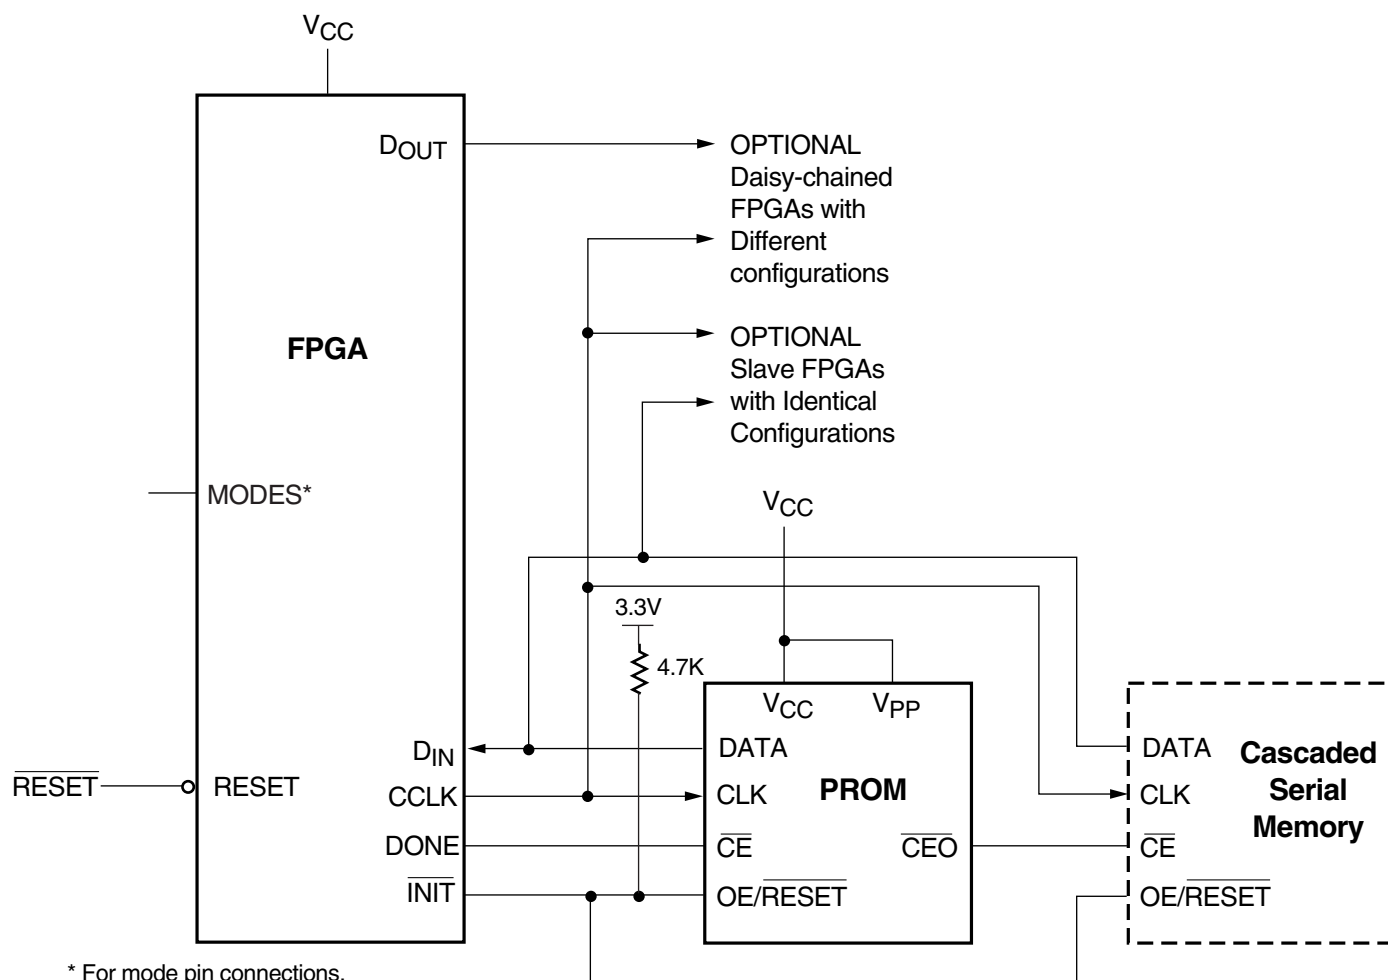 VCC
DOUT
OPTIONAL
Daisy-chained
FPGAs with
Different
configurations
FPGA
OPTIONAL
Slave FPGAs
with Identical
Configurations
MODES*
VCC
3.3V
4.7K
VCC
VPP
DIN
DATA
DATA
Cascaded
Serial
Memory
RESET
RESET
CCLK
CLK
PROM
CLK
DONE
CE
CEO
CE
INIT
OE/RESET
OE/RESET
* For mode pin connections,